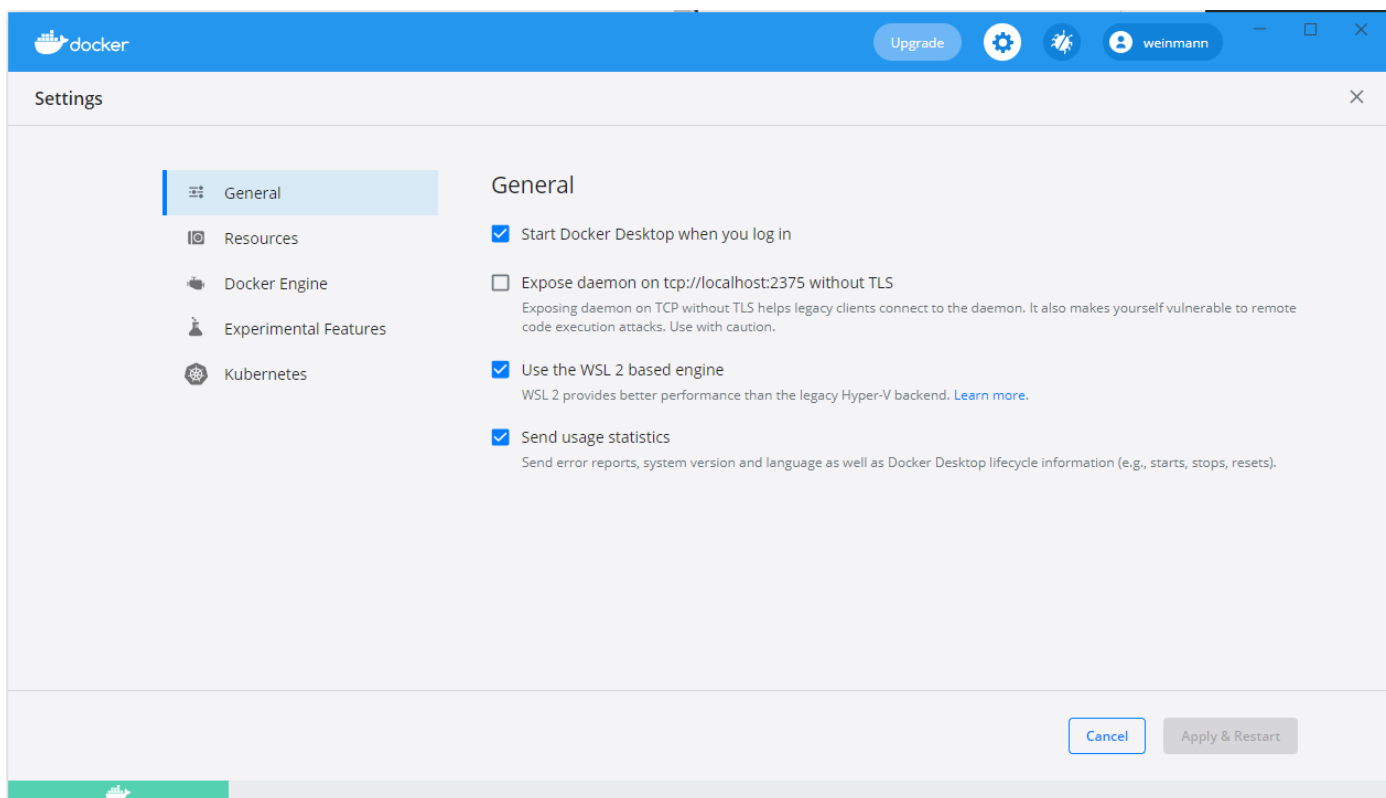 docker
Upgrade
weinmann
Settings
General
Resources
Docker Engine
Experimental Features
Kubernetes
General
Start Docker Desktop when you log in
Expose daemon on tcp://localhost:2375 without TLS
Exposing daemon on TCP without TLS helps legacy clients connect to the daemon. It also makes yourself vulnerable to remote
code execution attacks. Use with caution.
Use the WSL 2 based engine
WSL 2 provides better performance than the legacy Hyper-V backend. Learn more.
Send usage statistics
Send error reports, system version and language as well as Docker Desktop lifecycle information (e.g., starts, stops, resets).
Cancel
Apply & Restart